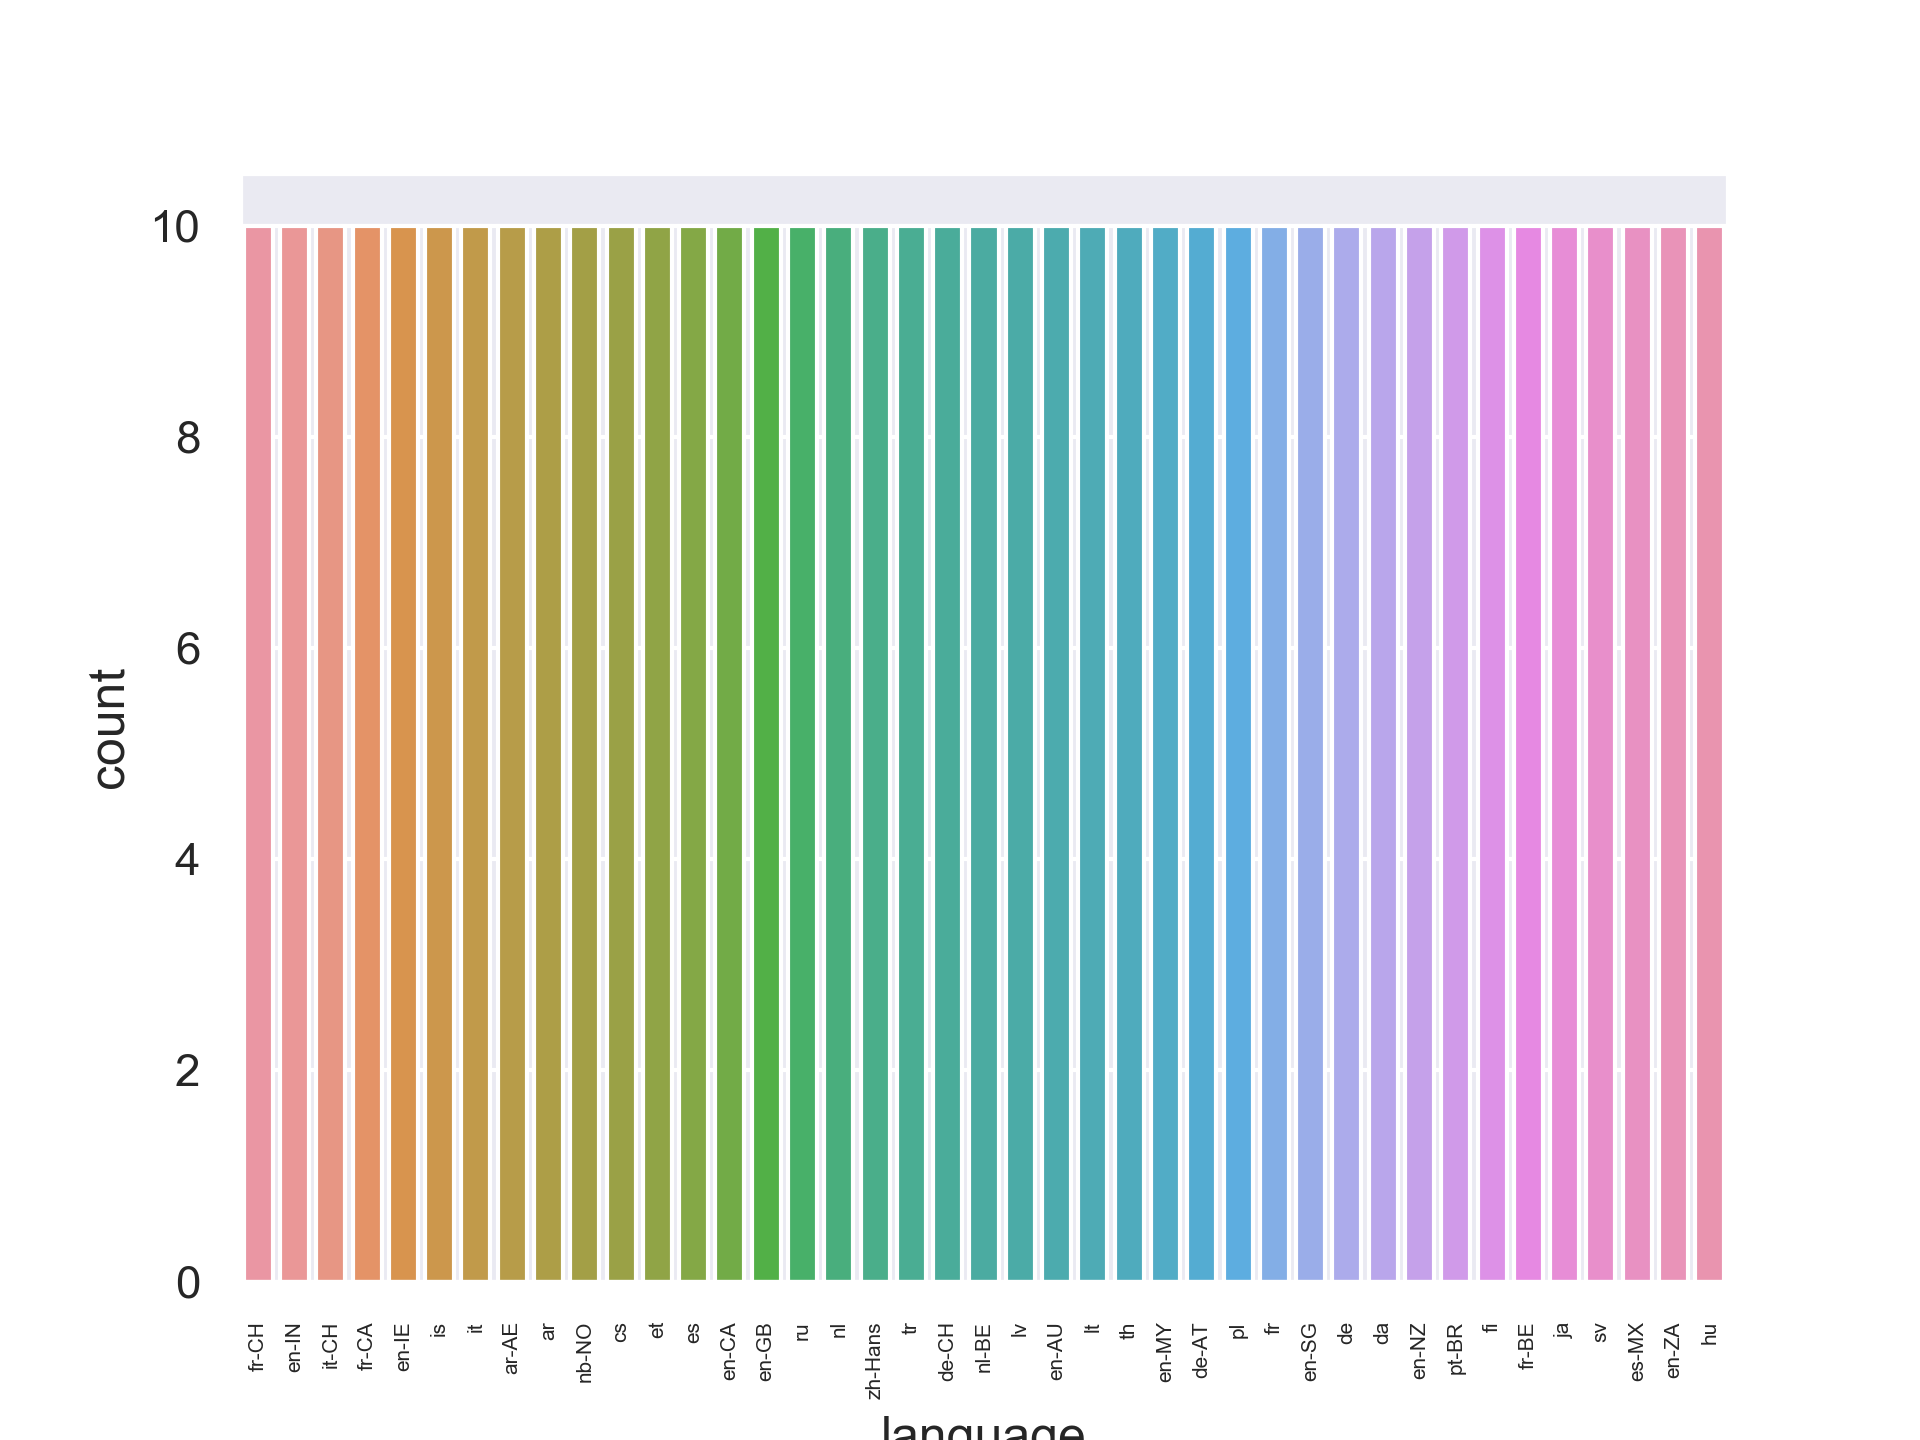 10
8
6
4
2
0
count
fr-CH
en-IN
it-CH
fr-CA
en-IE
is
it
ar-AE
ar
nb-NO
cs
et
es
en-CA
en-GB
ru
nl
zh-Hans
tr
de-CH
nl-BE
lv
en-AU
lt
th
en-MY
de-AT
pl
fr
en-SG
de
da
en-NZ
pt-BR
fi
fr-BE
ja
sv
es-MX
en-ZA
hu
language